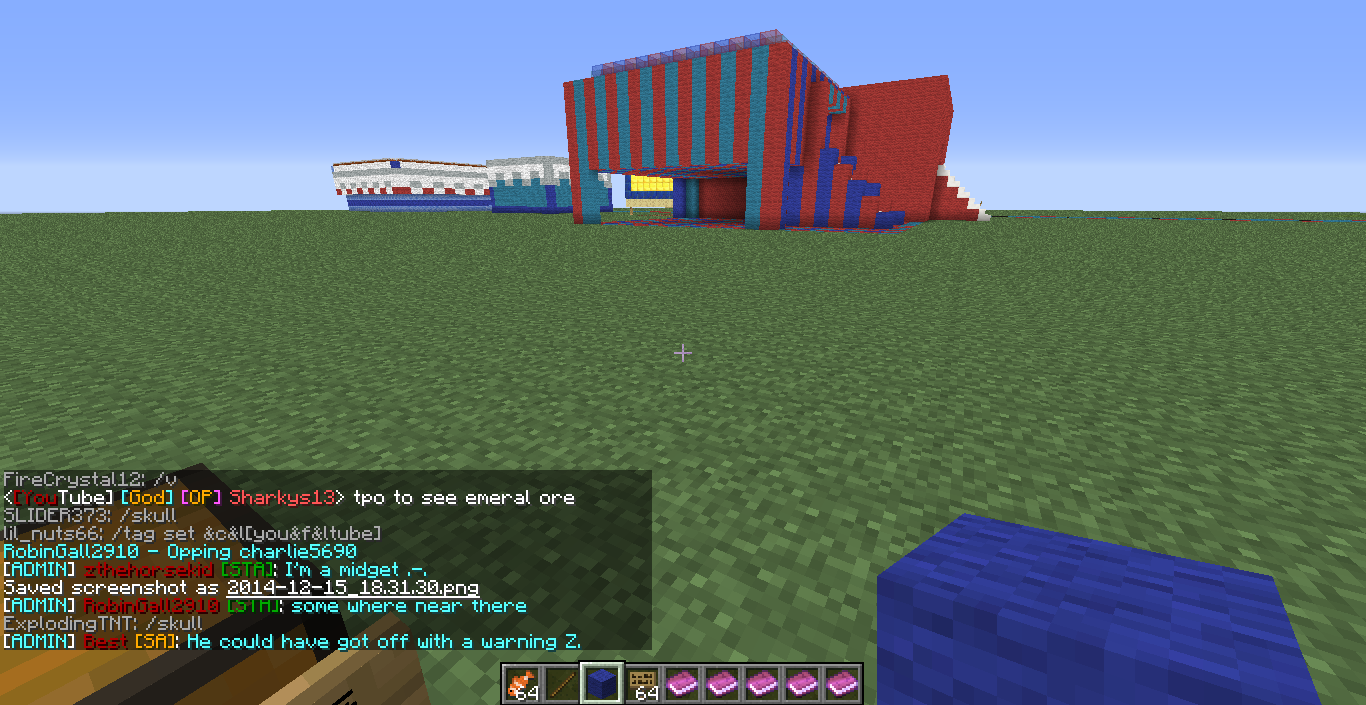 FireCrystal12: /v
<[YouTube] [God] [OP] Sharkys13> tpo to see emeral ore
SLIDER373: /skull
lil_nuts66: /tag set &c&l[you&f&ltube]
RobinGall2910 - Opping charlie5690
[ADMIN] zthehorsekid [STA]: I'm a midget .-.
Saved screenshot as 2014-12-15_18.31.30.png
[ADMIN] RobinGall2910 [STA]: some where near there
ExplodingTNT: /skull
[ADMIN] Best [SA]: He could have got off with a warning Z.
64
64